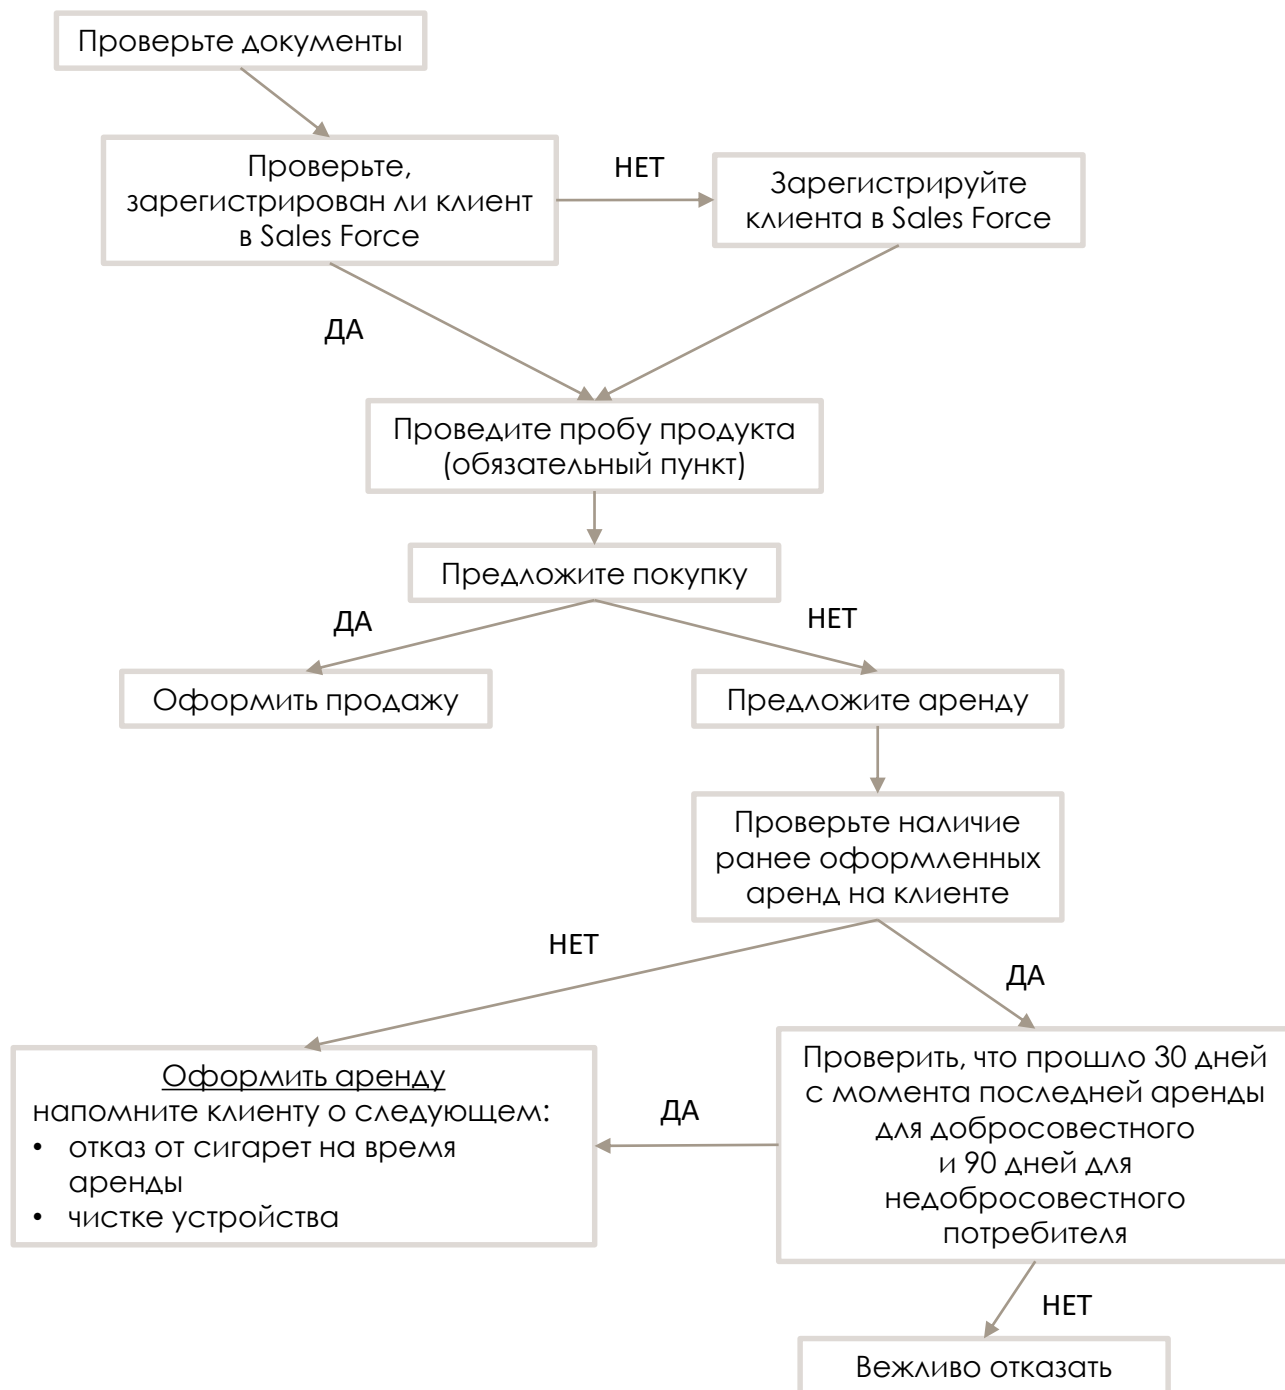 Проверьте документы
Проверьте,
зарегистрирован ли клиент
в Sales Force
НЕТ
Зарегистрируйте
клиента в Sales Force
ДА
Проведите пробу продукта
(обязательный пункт)
Предложите покупку
ДА
НЕТ
Оформить продажу
Предложите аренду
Проверьте наличие
ранее оформленных
аренд на клиенте
НЕТ
ДА
Оформить аренду
напомните клиенту о следующем:
• отказ от сигарет на время
аренды
• чистке устройства
ДА
Проверить, что прошло 30 дней
с момента последней аренды
для добросовестного
и 90 дней для
недобросовестного
потребителя
НЕТ
Вежливо отказать